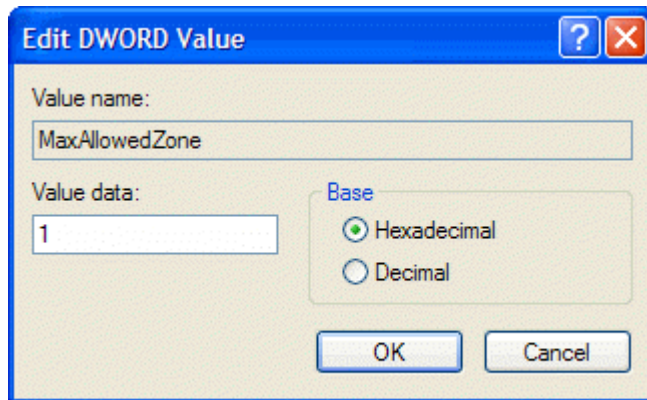 Edit DWORD Value
Value name:
MaxAllowedZone
Value data:
1
Base
Hexadecimal
Decimal
OK
Cancel